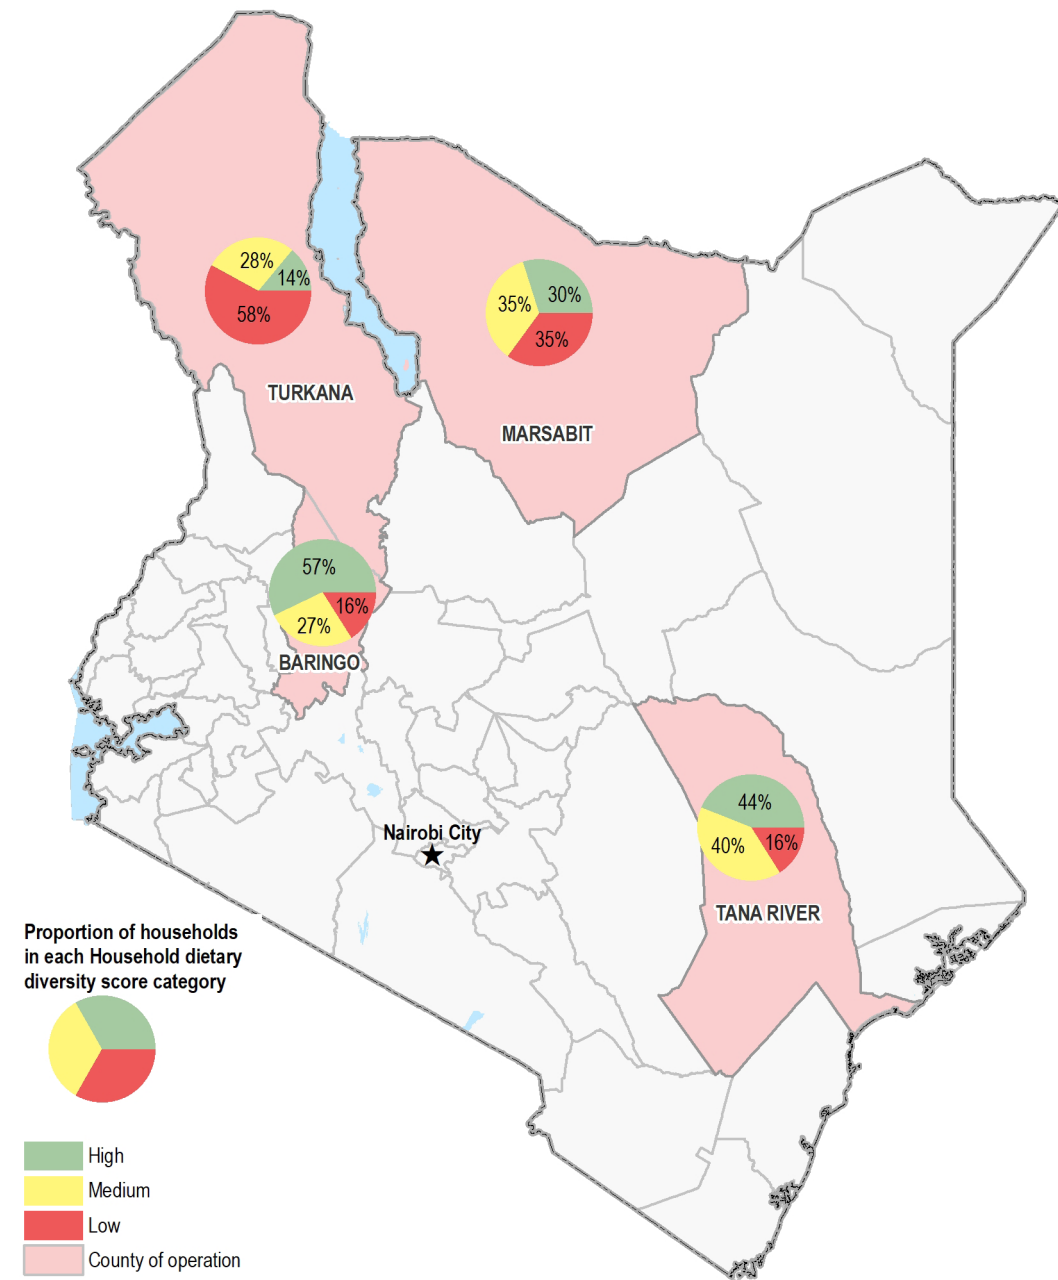 28%
14%
58%
TURKANA
30%
35%
35%
MARSABIT
57%
16%
27%
BARINGO
44%
40%
16%
Nairobi City
TANA RIVER
Proportion of households
in each Household dietary
diversity score category
High
Medium
Low
County of operation